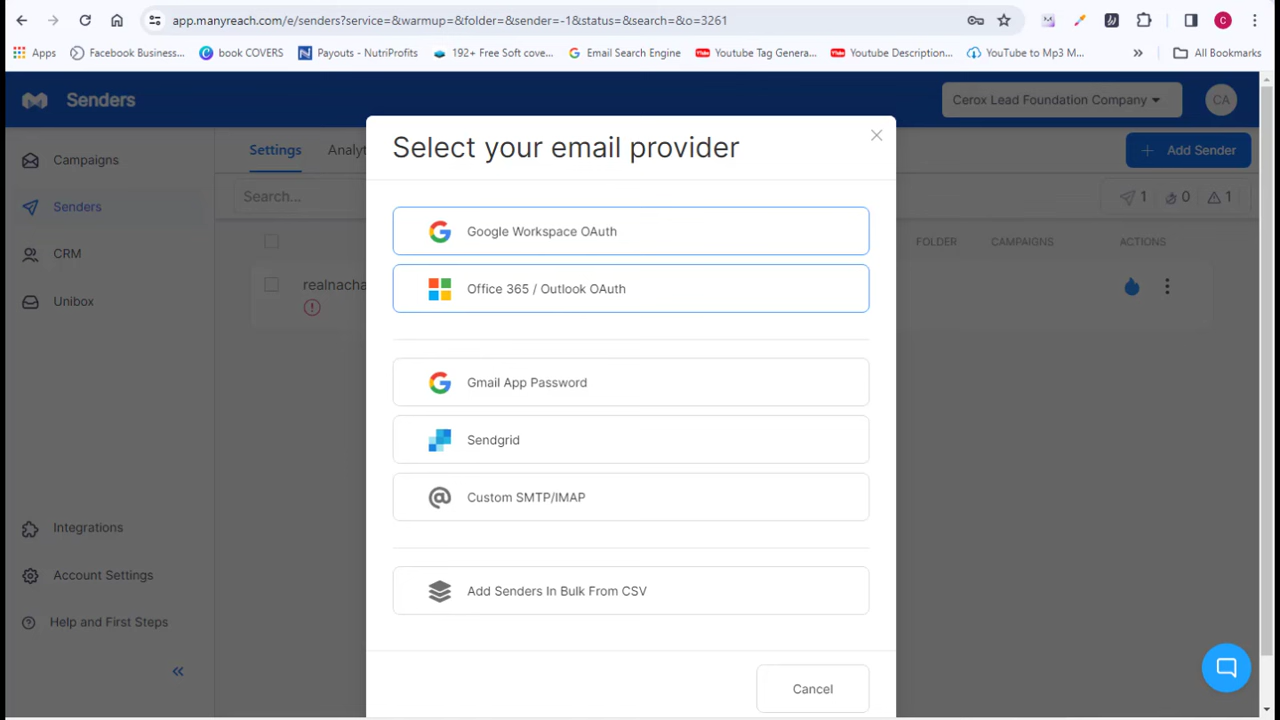 app.manyreach.com/e/senders?service=&warmup=&folder=&sender=-1&status=&search=&o=3261
C
Apps
Facebook Business...
book COVERS
Payouts - NutriProfits
192+ Free Soft cove...
Email Search Engine
Youtube Tag Genera...
Youtube Description...
YouTube to Mp3 M...
»
All Bookmarks
Senders
Cerox Lead Foundation Company
CA
Campaigns
Senders
CRM
Unibox
Integrations
Account Settings
Help and First Steps
Settings
Analyt
+ Add Sender
Search...
1
0
1
FOLDER
CAMPAIGNS
ACTIONS
realnacha
Select your email provider
Google Workspace OAuth
Office 365 / Outlook OAuth
Gmail App Password
Sendgrid
Custom SMTP/IMAP
Add Senders In Bulk From CSV
Cancel